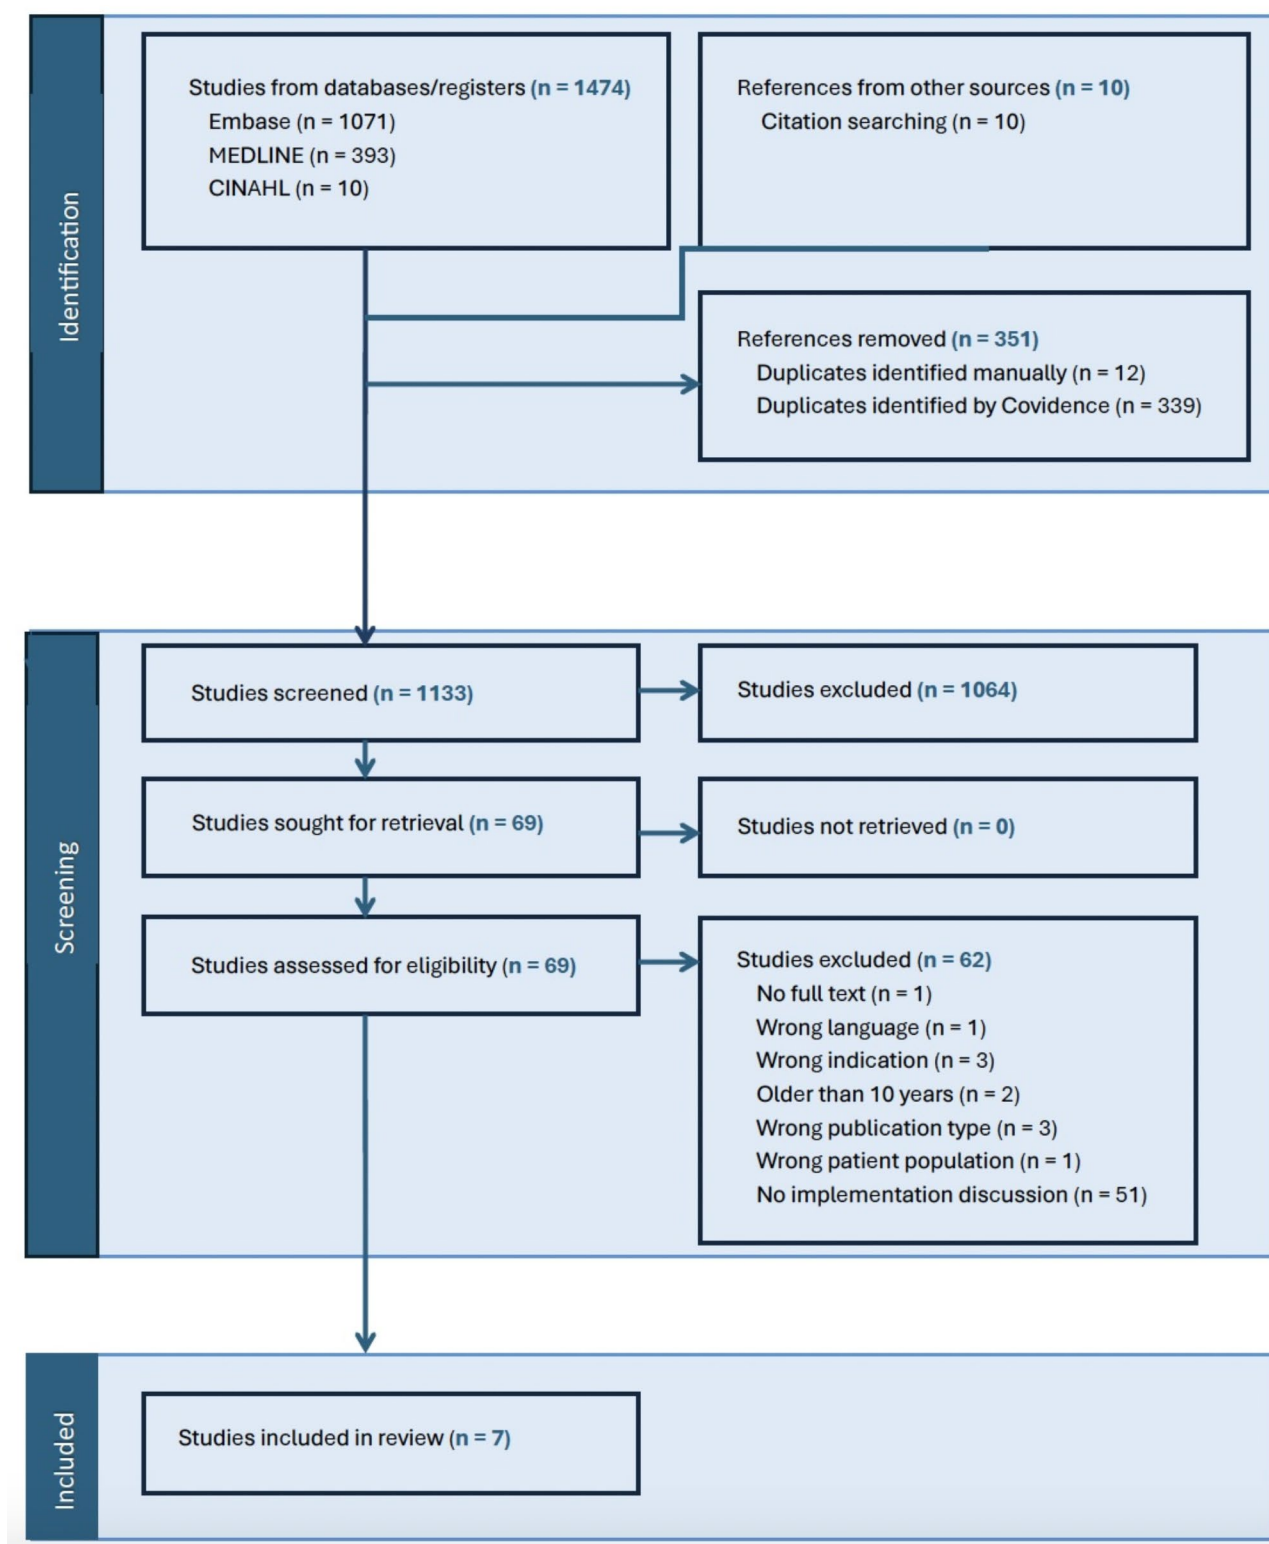 Identification
Studies from databases/registers (n = 1474)
Embase (n = 1071)
MEDLINE (n = 393)
CINAHL (n = 10)
References from other sources (n = 10)
Citation searching (n = 10)
References removed (n = 351)
Duplicates identified manually (n = 12)
Duplicates identified by Covidence (n = 339)
Screening
Studies screened (n = 1133)
Studies excluded (n = 1064)
Studies sought for retrieval (n = 69)
Studies not retrieved (n = 0)
Studies assessed for eligibility (n = 69)
Studies excluded (n = 62)
No full text (n = 1)
Wrong language (n = 1)
Wrong indication (n = 3)
Older than 10 years (n = 2)
Wrong publication type (n = 3)
Wrong patient population (n = 1)
No implementation discussion (n = 51)
Included
Studies included in review (n = 7)